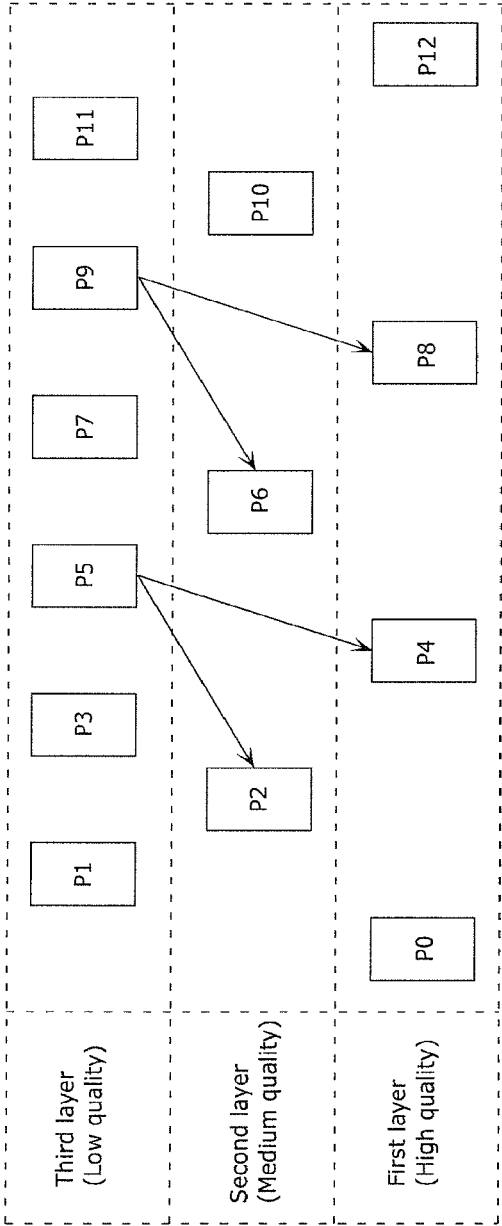 Third layer
(Low quality)
P1
P3
P5
P7
P9
P11
Second layer
(Medium quality)
P2
P6
P10
First layer
(High quality)
P0
P4
P8
P12